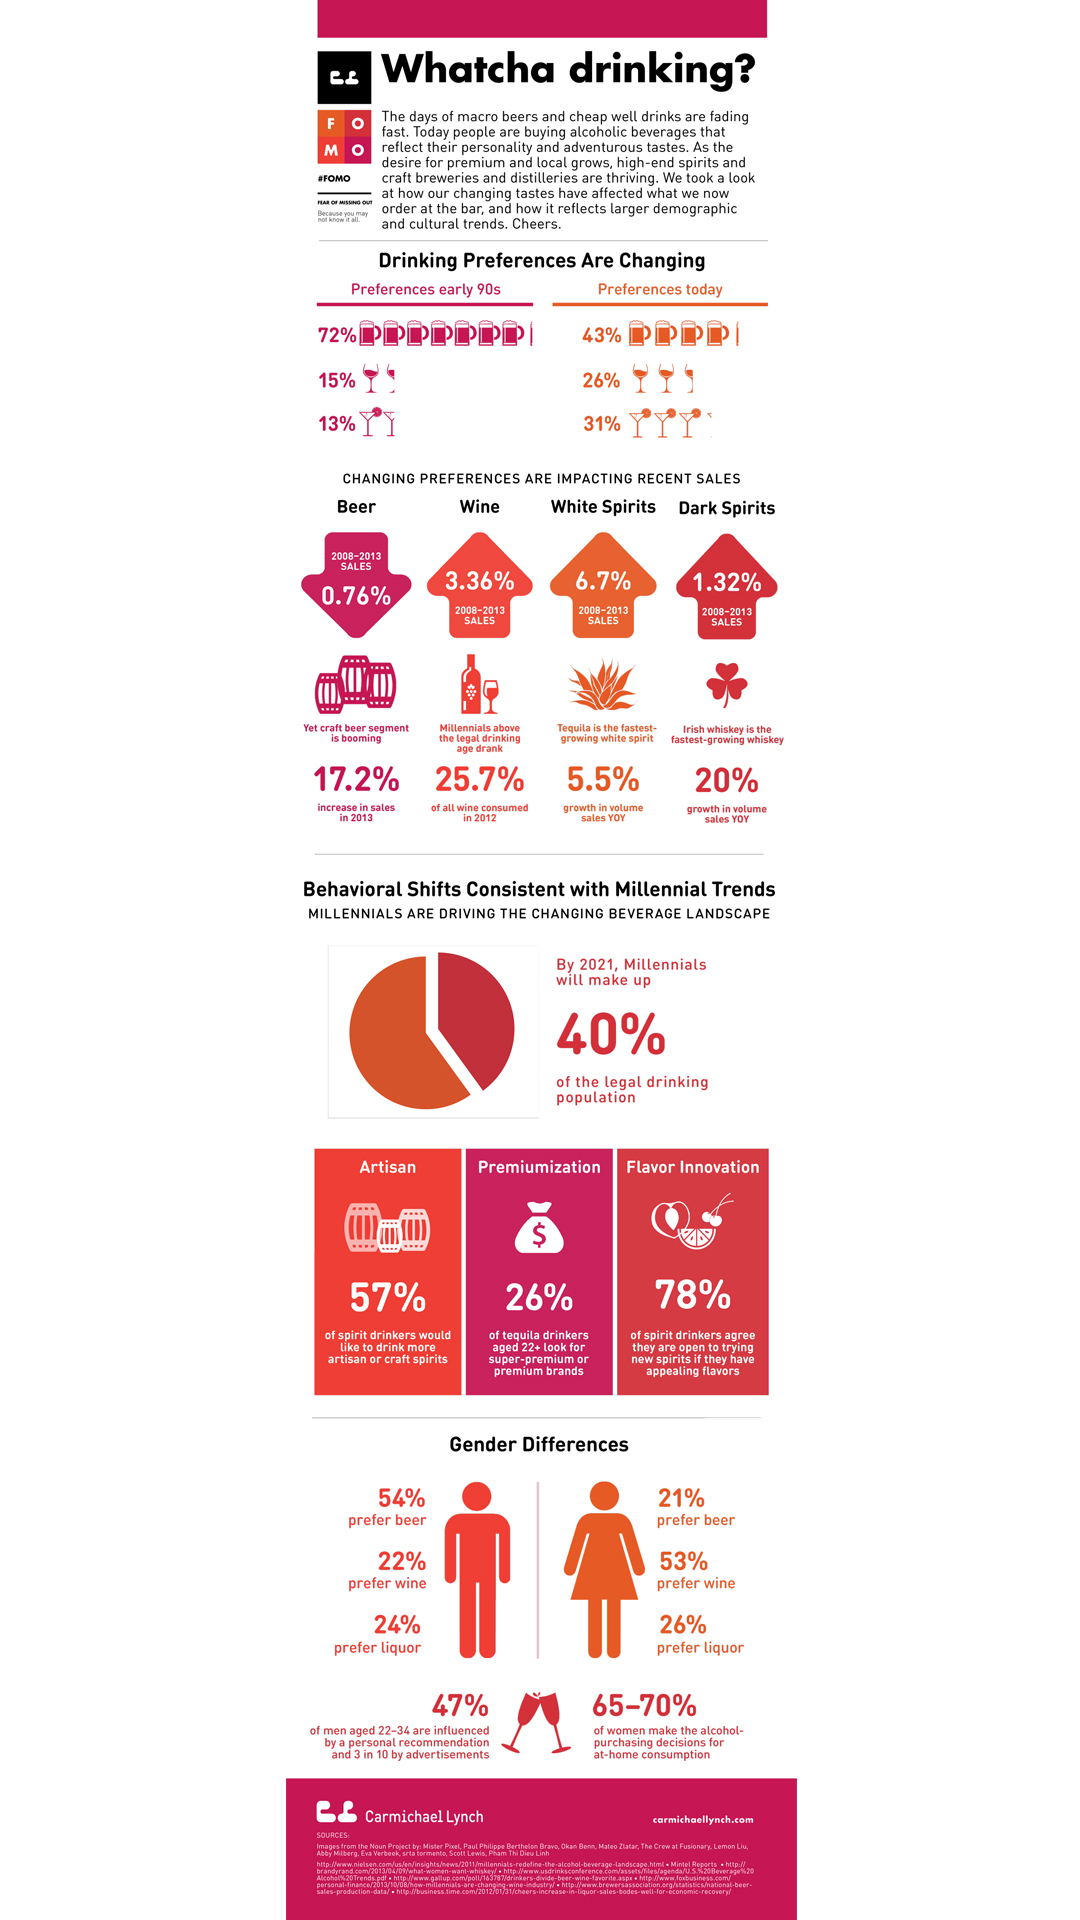 Whatcha drinking?
F O
M O
#FOMO
FEAR OF MISSING OUT
Because you may
not know it all.
The days of macro beers and cheap well drinks are fading
fast. Today people are buying alcoholic beverages that
reflect their personality and adventurous tastes. As the
desire for premium and local grows, high-end spirits and
craft breweries and distilleries are thriving. We took a look
at how our changing tastes have affected what we now
order at the bar, and how it reflects larger demographic
and cultural trends. Cheers.
Drinking Preferences Are Changing
Preferences early 90s
72%
15%
13%
Preferences today
43%
26%
31%
CHANGING PREFERENCES ARE IMPACTING RECENT SALES
Beer
2008–2013
SALES
0.76%
Yet craft beer segment
is booming
17.2%
increase in sales
in 2013
Wine
3.36%
2008–2013
SALES
Millennials above
the legal drinking
age drank
25.7%
of all wine consumed
in 2012
White Spirits
6.7%
2008–2013
SALES
Tequila is the fastest-
growing white spirit
5.5%
growth in volume
sales YOY
Dark Spirits
1.32%
2008–2013
SALES
Irish whiskey is the
fastest-growing whiskey
20%
growth in volume
sales YOY
Behavioral Shifts Consistent with Millennial Trends
MILLENNIALS ARE DRIVING THE CHANGING BEVERAGE LANDSCAPE
By 2021, Millennials
will make up
40%
of the legal drinking
population
Artisan
57%
of spirit drinkers would
like to drink more
artisan or craft spirits
Premiumization
$
26%
of tequila drinkers
aged 22+ look for
super-premium or
premium brands
Flavor Innovation
78%
of spirit drinkers agree
they are open to trying
new spirits if they have
appealing flavors
Gender Differences
54%
prefer beer
22%
prefer wine
24%
prefer liquor
21%
prefer beer
53%
prefer wine
26%
prefer liquor
47%
of men aged 22–34 are influenced
by a personal recommendation
and 3 in 10 by advertisements
65–70%
of women make the alcohol-
purchasing decisions for
at-home consumption
Carmichael Lynch
carmichaellynch.com
SOURCES:
Images from the Noun Project by: Mister Pixel, Paul Philippe Berthelon Bravo, Okan Benn, Mateo Zlatar, The Crew at Fusionary, Lemon Liu,
Abby Milberg, Eva Verbeek, srta tormento, Scott Lewis, Pham Thi Dieu Linh
http://www.nielsen.com/us/en/insights/news/2011/millennials-redefine-the-alcohol-beverage-landscape.html • Mintel Reports • http://
brandyrand.com/2013/04/09/what-women-want-whiskey/ • http://www.usdrinksconference.com/assets/files/agenda/U.S.%20Beverage%20
Alcohol%20Trends.pdf • http://www.gallup.com/poll/163787/drinkers-divide-beer-wine-favorite.aspx • http://www.foxbusiness.com/
personal-finance/2013/10/08/how-millennials-are-changing-wine-industry/ • http://www.brewersassociation.org/statistics/national-beer-
sales-production-data/ • http://business.time.com/2012/01/31/cheers-increase-in-liquor-sales-bodes-well-for-economic-recovery/